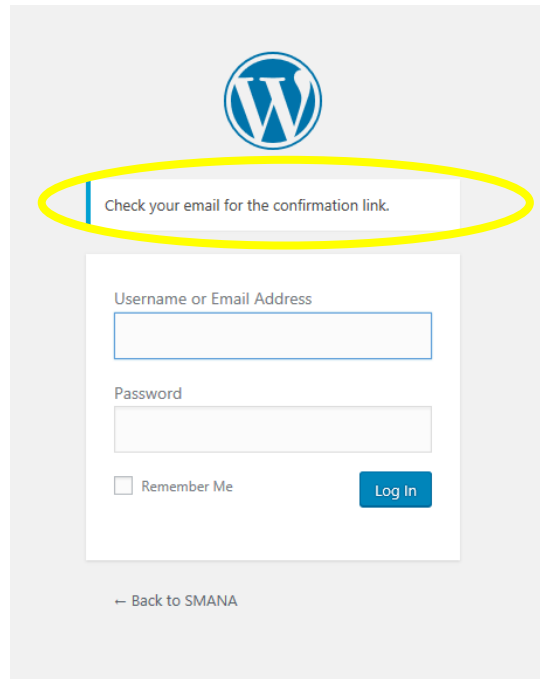 Check your email for the confirmation link.
Username or Email Address
Password
Remember Me
Log In
← Back to SMANA